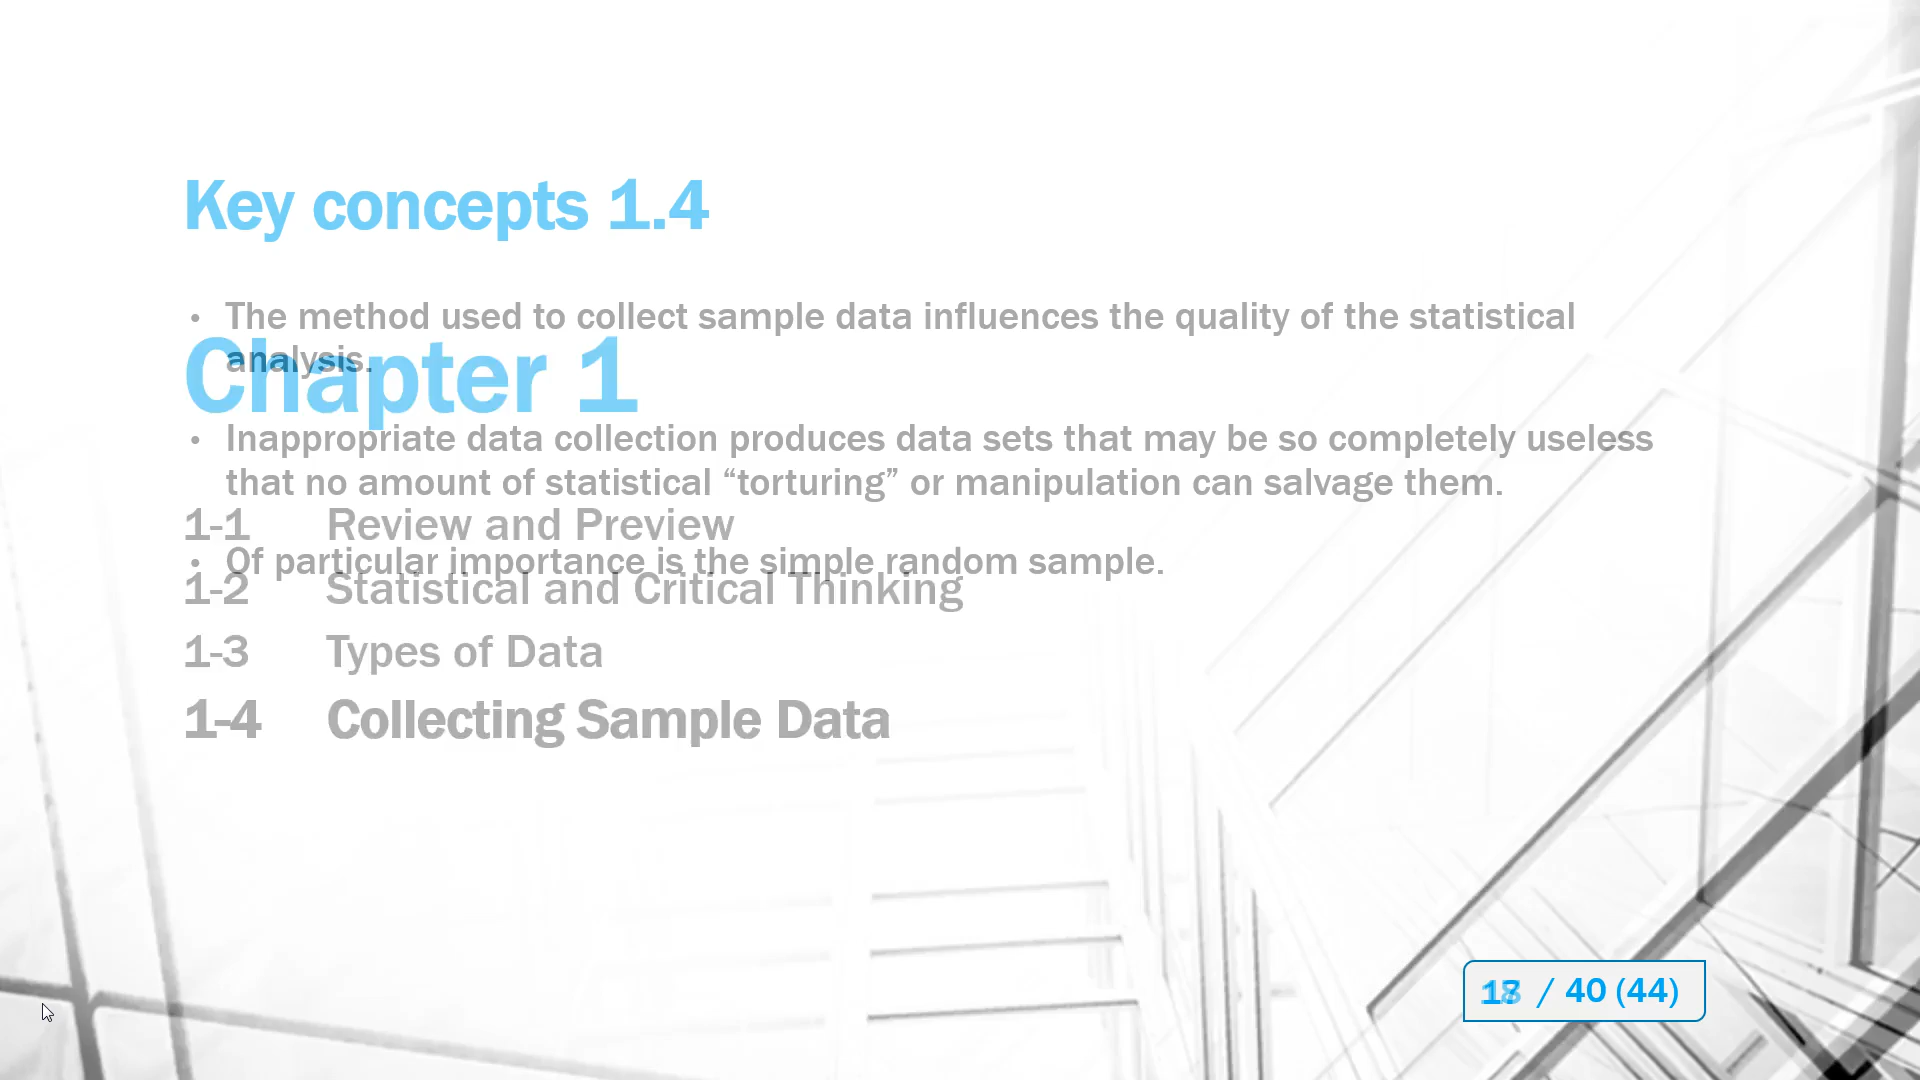 Key concepts 1.4
• The method used to collect sample data influences the quality of the statistical
analysis.
Chapter 1
• Inappropriate data collection produces data sets that may be so completely useless
that no amount of statistical “torturing” or manipulation can salvage them.
1-1 Review and Preview
• Of particular importance is the simple random sample.
1-2 Statistical and Critical Thinking
1-3 Types of Data
1-4 Collecting Sample Data
/ 40 (44)